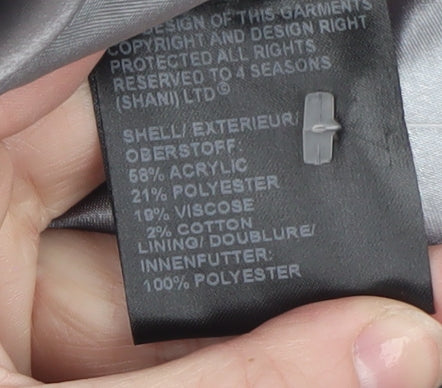 DESIGN OF THIS GARMENTS
COPYRIGHT AND DESIGN RIGHT
PROTECTED ALL RIGHTS
RESERVED TO 4 SEASONS
(SHANI) LTD©
SHELL/ EXTERIEUR/
OBERSTOFF:
58% ACRYLIC
21% POLYESTER
19% VISCOSE
2% COTTON
LINING/ DOUBLURE/
INNENFUTTER:
100% POLYESTER